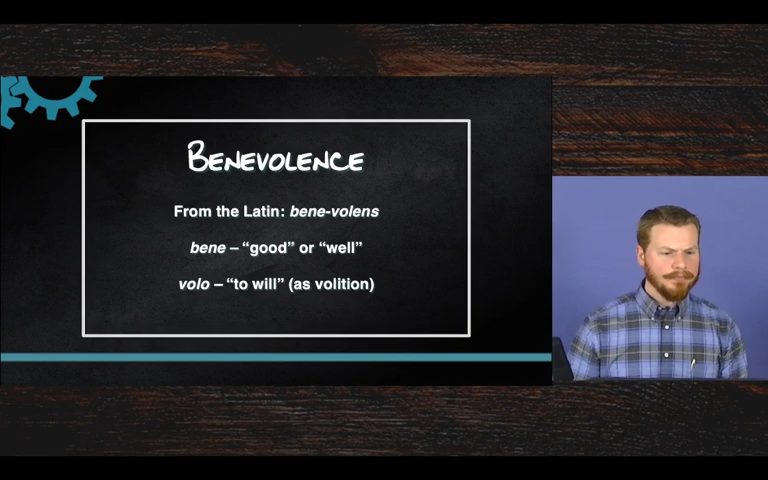 BENEVOLENCE
From the Latin: bene-volens
bene – “good” or “well”
volo – “to will” (as volition)